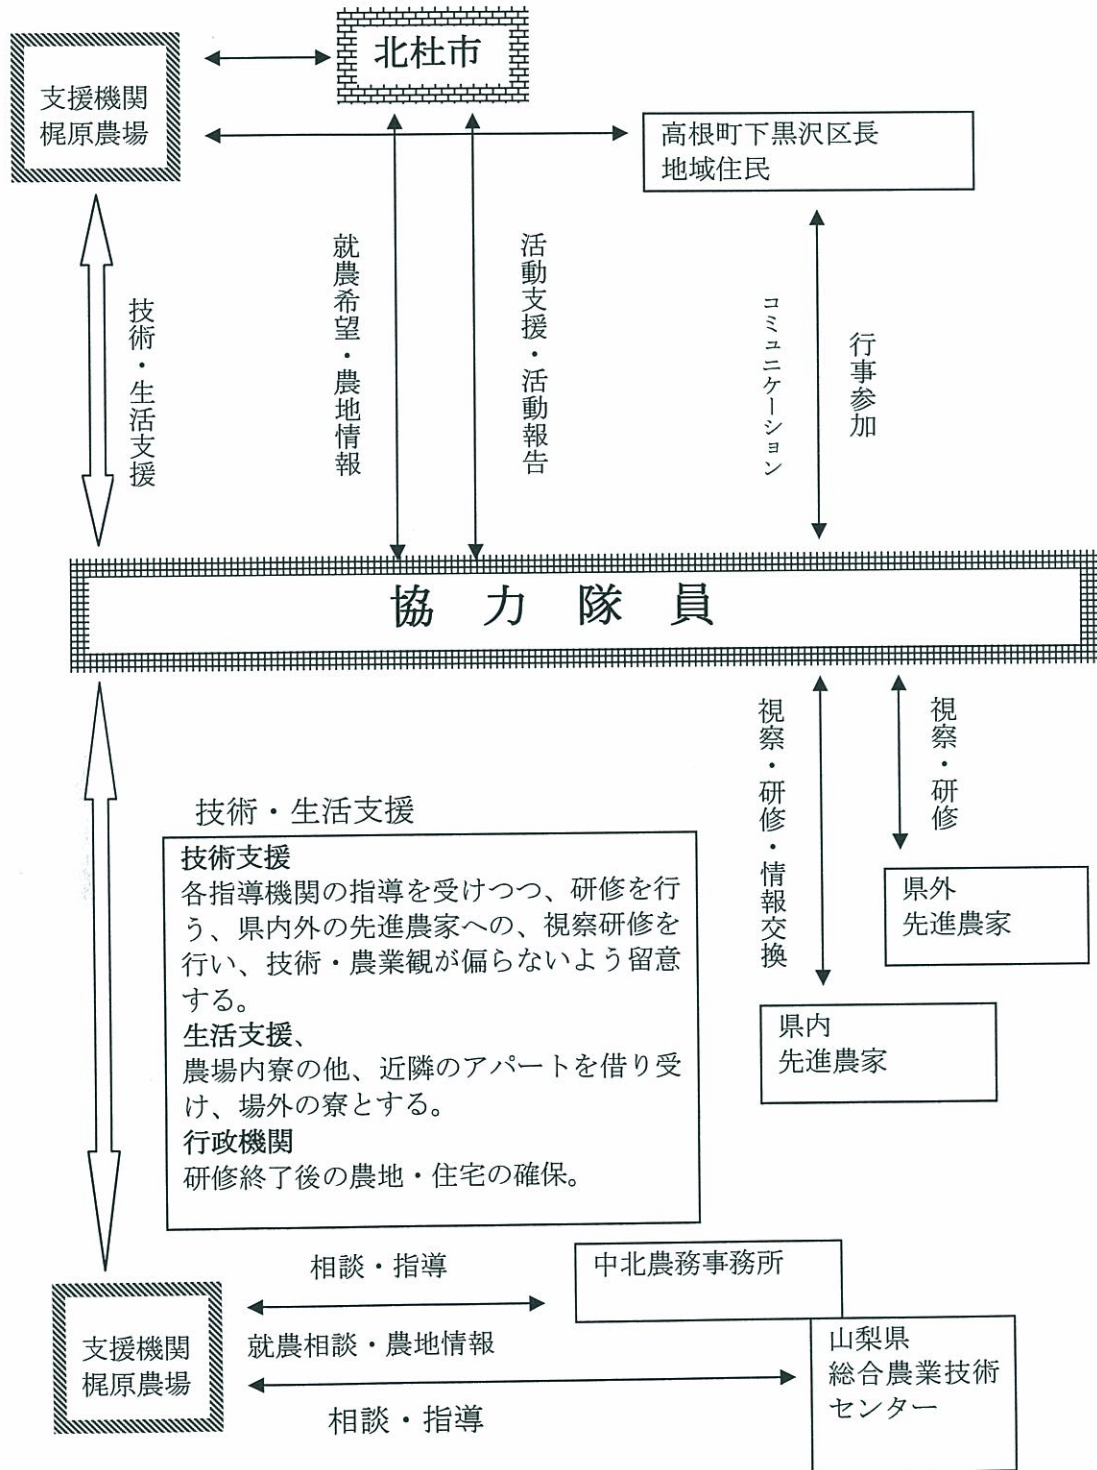 北杜市
支援機関
梶原農場
高根町下黒沢区長
地域住民
技術・生活支援
就農希望・農地情報
活動支援・活動報告
コミュニケーション
行事参加
協力隊員
視察・研修・情報交換
視察・研修
技術・生活支援
技術支援
各指導機関の指導を受けつつ、研修を行
う、県内外の先進農家への、視察研修を
行い、技術・農業観が偏らないよう留意
する。
生活支援、
農場内寮の他、近隣のアパートを借り受
け、場外の寮とする。
行政機関
研修終了後の農地・住宅の確保。
県外
先進農家
県内
先進農家
支援機関
梶原農場
相談・指導
就農相談・農地情報
相談・指導
中北農務事務所
山梨県
総合農業技術
センター